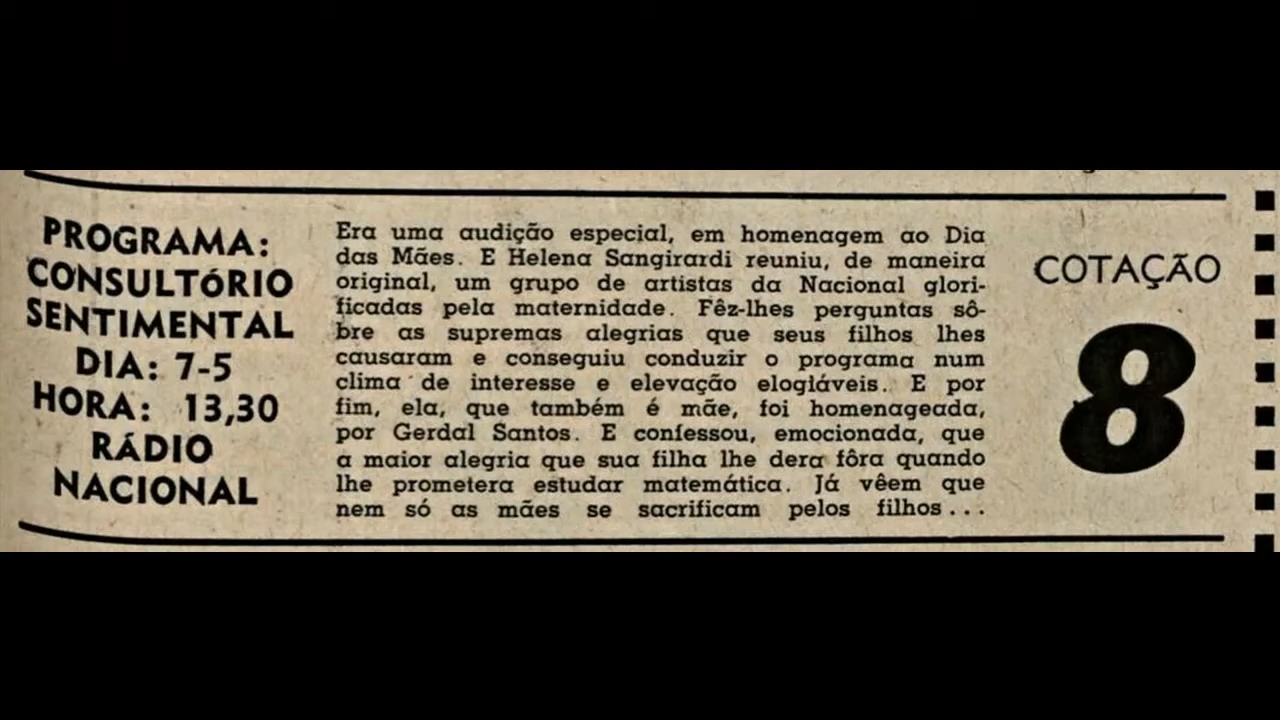 PROGRAMA:
CONSULTÓRIO
SENTIMENTAL
DIA: 7-5
HORA: 13,30
RÁDIO
NACIONAL
Era uma audição especial, em homenagem ao Dia
das Mães. E Helena Sangirardi reuniu, de maneira
original, um grupo de artistas da Nacional glori-
ficadas pela maternidade. Fêz-lhes perguntas sô-
bre as supremas alegrias que seus filhos lhes
causaram e conseguiu conduzir o programa num
clima de interesse e elevação elogiáveis. E por
fim, ela, que também é mãe, foi homenageada,
por Gerdal Santos. E confessou, emocionada, que
a maior alegria que sua filha lhe dera fôra quando
lhe prometera estudar matemática. Já vêem que
nem só as mães se sacrificam pelos filhos...
COTAÇÃO
8